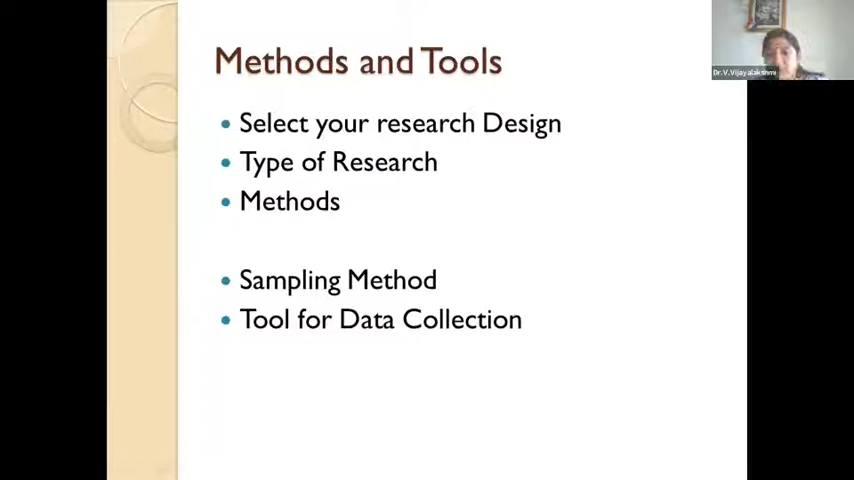 Methods and Tools
Select your research Design
Type of Research
Methods
Sampling Method
Tool for Data Collection
Dr.V.Vijayalakshmi